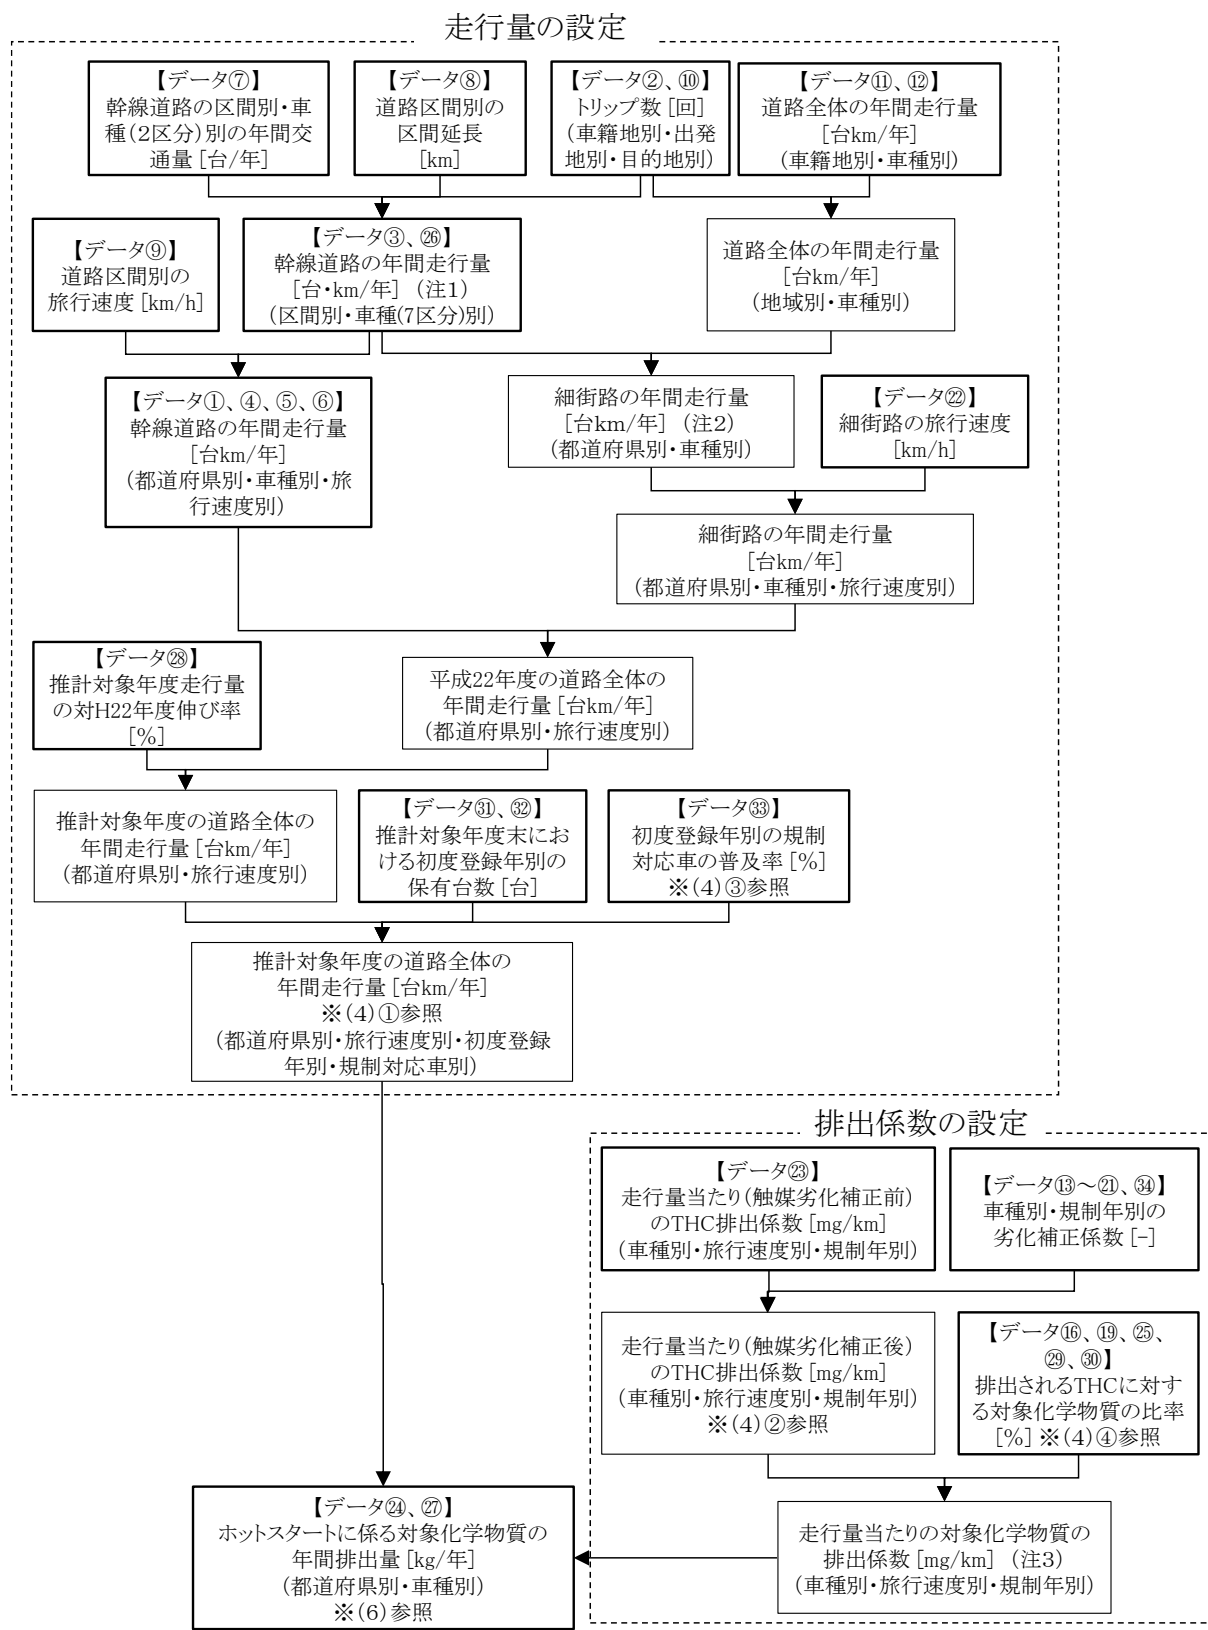 走行量の設定
【データ⑦】
幹線道路の区間別・車
種(2区分)別の年間交
通量[台/年]
【データ⑧】
道路区間別の
区間延長
[km]
【データ②、⑩】
トリップ数[回]
(車籍地別・出発
地別・目的地別)
【データ⑪、⑫】
道路全体の年間走行量
[台km/年]
(車籍地別・車種別)
【データ⑨】
道路区間別の
旅行速度[km/h]
【データ③、㉖】
幹線道路の年間走行量
[台・km/年](注1)
(区間別・車種(7区分)別)
道路全体の年間走行量
[台km/年]
(地域別・車種別)
【データ①、④、⑤、⑥】
幹線道路の年間走行量
[台km/年]
(都道府県別・車種別・旅
行速度別)
細街路の年間走行量
[台km/年](注2)
(都道府県別・車種別)
【データ㉒】
細街路の旅行速度
[km/h]
細街路の年間走行量
[台km/年]
(都道府県別・車種別・旅行速度別)
【データ㉘】
推計対象年度走行量
の対H22年度伸び率
[%]
平成22年度の道路全体の
年間走行量[台km/年]
(都道府県別・旅行速度別)
推計対象年度の道路全体の
年間走行量[台km/年]
(都道府県別・旅行速度別)
【データ㉛、㉜】
推計対象年度末にお
ける初度登録年別の
保有台数[台]
【データ㉝】
初度登録年別の規制
対応車の普及率[%]
※(4)③参照
推計対象年度の道路全体の
年間走行量[台km/年]
※(4)①参照
(都道府県別・旅行速度別・初度登録
年別・規制対応車別)
排出係数の設定
【データ㉓】
走行量当たり(触媒劣化補正前)
のTHC排出係数[mg/km]
(車種別・旅行速度別・規制年別)
【データ⑬～㉑、㉞】
車種別・規制年別の
劣化補正係数[-]
走行量当たり(触媒劣化補正後)
のTHC排出係数[mg/km]
(車種別・旅行速度別・規制年別)
※(4)②参照
【データ⑯、⑲、㉕、
㉙、㉚】
排出されるTHCに対す
る対象化学物質の比率
[%]※(4)④参照
【データ㉔、㉗】
ホットスタートに係る対象化学物質の
年間排出量[kg/年]
(都道府県別・車種別)
※(6)参照
走行量当たりの対象化学物質の
排出係数[mg/km](注3)
(車種別・旅行速度別・規制年別)